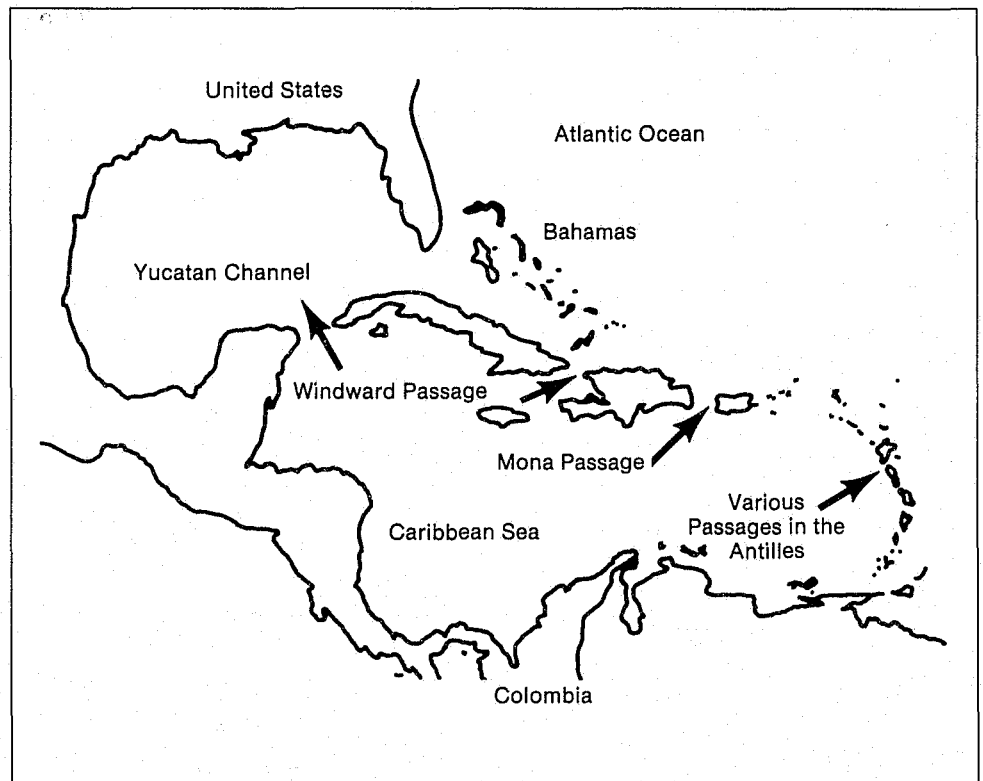 United States
Atlantic Ocean
Bahamas
Yucatan Channel
Windward Passage
Mona Passage
Various
Passages in the
Antilles
Caribbean Sea
Colombia